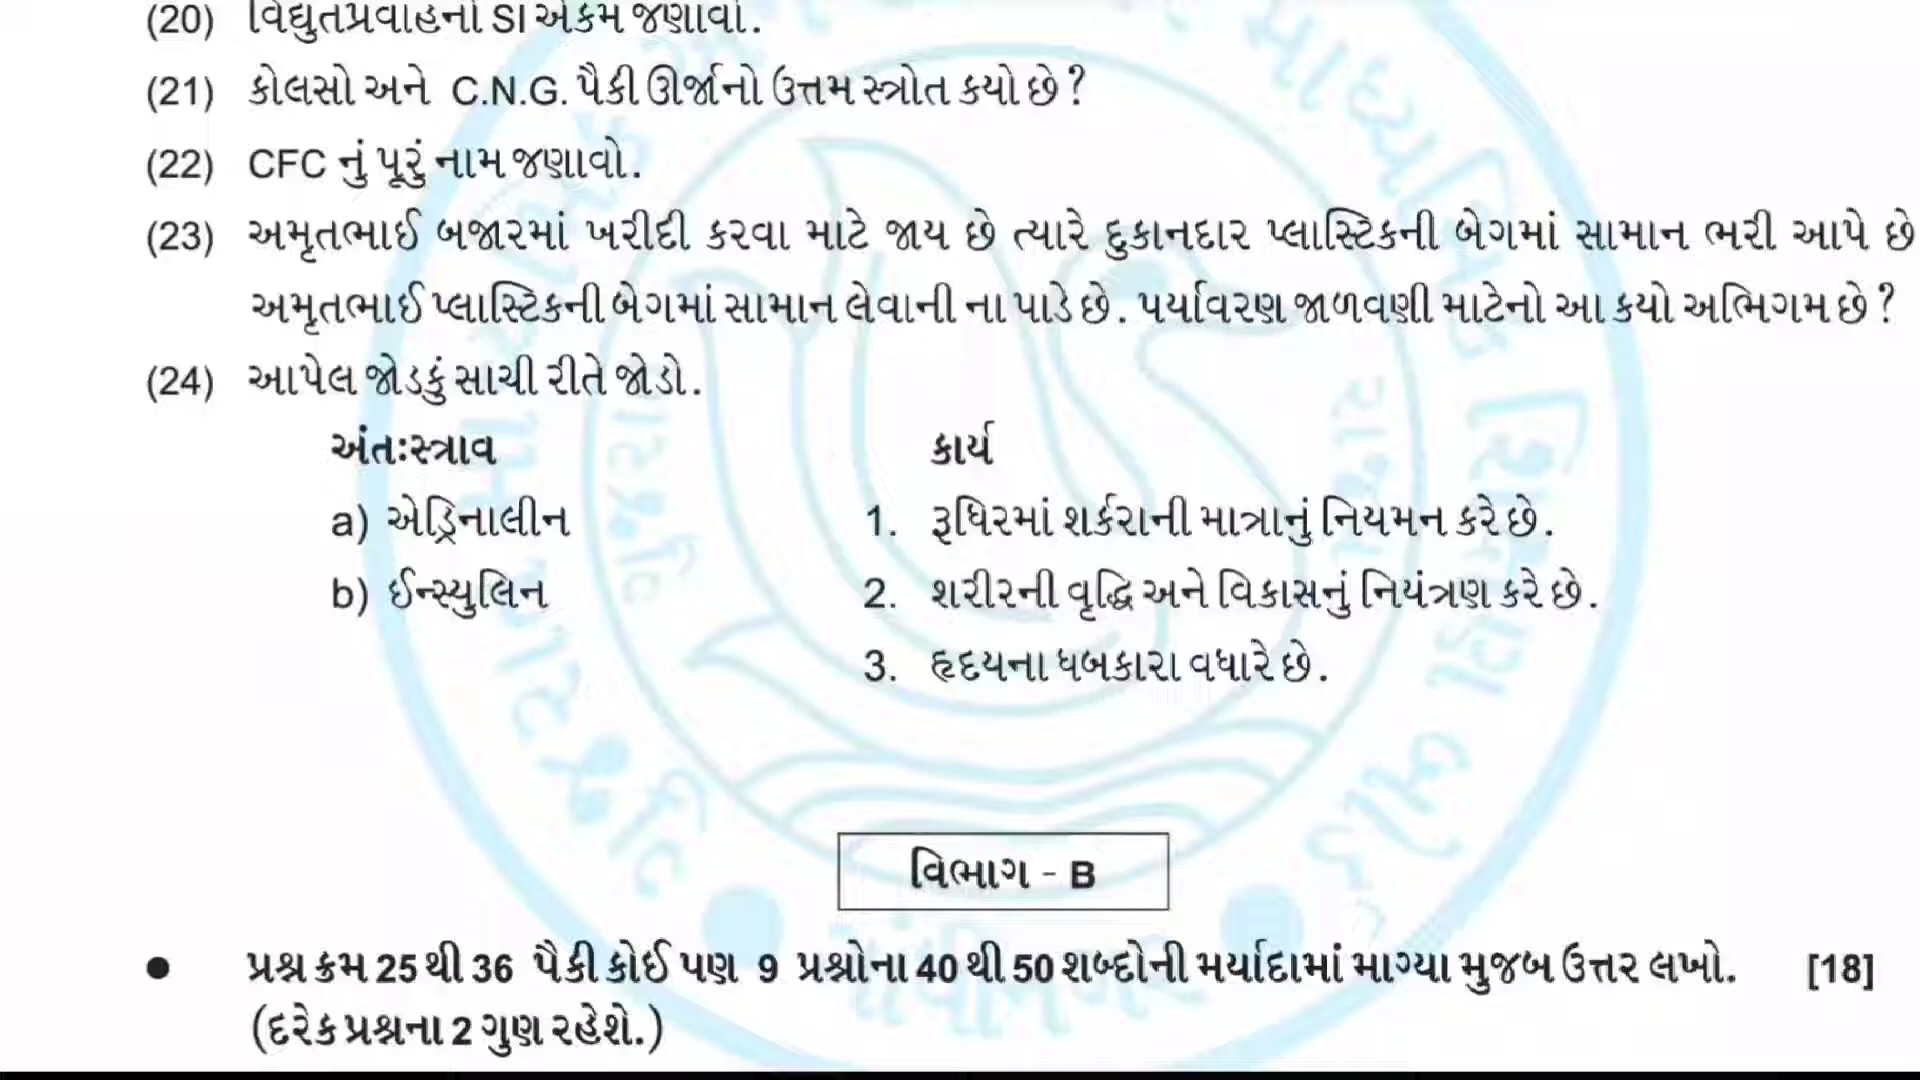 (20) વિદ્યુતપ્રવાહનો SI એકમ જણાવો.
(21) કોલસો અને C.N.G. પૈકી ઊર્જાનો ઉત્તમ સ્ત્રોત કયો છે ?
(22) CFC નું પૂરું નામ જણાવો.
(23) અમૃતભાઈ બજારમાં ખરીદી કરવા માટે જાય છે ત્યારે દુકાનદાર પ્લાસ્ટિકની બેગમાં સામાન ભરી આપે છે
અમૃતભાઈ પ્લાસ્ટિકની બેગમાં સામાન લેવાની ના પાડે છે. પર્યાવરણ જાળવણી માટેનો આ કયો અભિગમ છે ?
(24) આપેલ જોડકું સાચી રીતે જોડો.
અંતઃસ્ત્રાવ કાર્ય
a) એડ્રિનાલીન 1. રૂધિરમાં શર્કરાની માત્રાનું નિયમન કરે છે.
b) ઈન્સ્યુલિન 2. શરીરની વૃદ્ધિ અને વિકાસનું નિયંત્રણ કરે છે.
3. હૃદયના ધબકારા વધારે છે.
વિભાગ - B
● પ્રશ્ન ક્રમ 25 થી 36 પૈકી કોઈ પણ 9 પ્રશ્નોના 40 થી 50 શબ્દોની મર્યાદામાં માગ્યા મુજબ ઉત્તર લખો. [18]
(દરેક પ્રશ્નના 2 ગુણ રહેશે.)